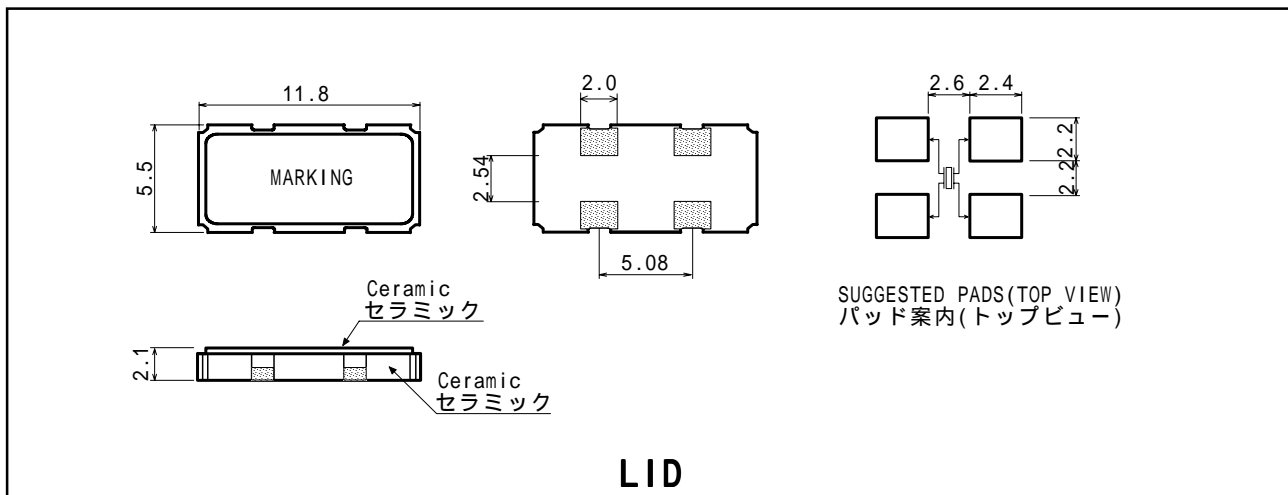 11.8
5.5
MARKING
2.0
2.54
5.08
2.6 2.4
2.2
2.2
SUGGESTED PADS(TOP VIEW)
パッド案内(トップビュー)
2.1
Ceramic
セラミック
Ceramic
セラミック
LID